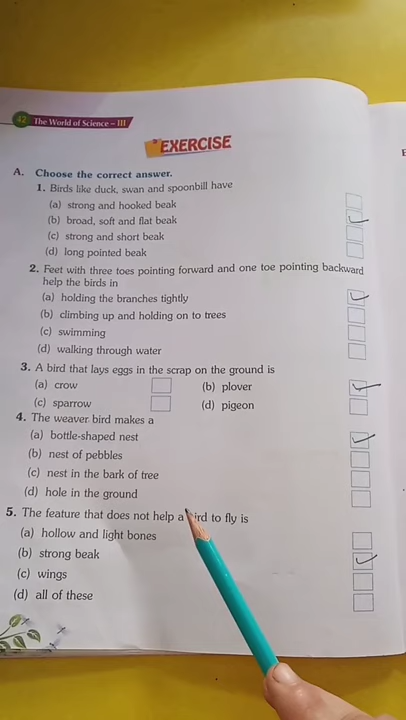 42 The World of Science – III
EXERCISE
A. Choose the correct answer.
1. Birds like duck, swan and spoonbill have
(a) strong and hooked beak
(b) broad, soft and flat beak
(c) strong and short beak
(d) long pointed beak
2. Feet with three toes pointing forward and one toe pointing backward
help the birds in
(a) holding the branches tightly
(b) climbing up and holding on to trees
(c) swimming
(d) walking through water
3. A bird that lays eggs in the scrap on the ground is
(a) crow (b) plover
(c) sparrow (d) pigeon
4. The weaver bird makes a
(a) bottle-shaped nest
(b) nest of pebbles
(c) nest in the bark of tree
(d) hole in the ground
5. The feature that does not help a bird to fly is
(a) hollow and light bones
(b) strong beak
(c) wings
(d) all of these